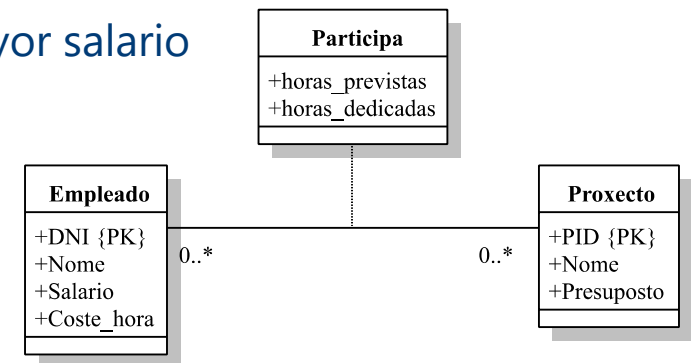 yor salario
Participa
+horas_previstas
+horas_dedicadas
Empleado
+DNI {PK}
+Nome
+Salario
+Coste_hora
0..*
0..*
Proxecto
+PID {PK}
+Nome
+Presuposto